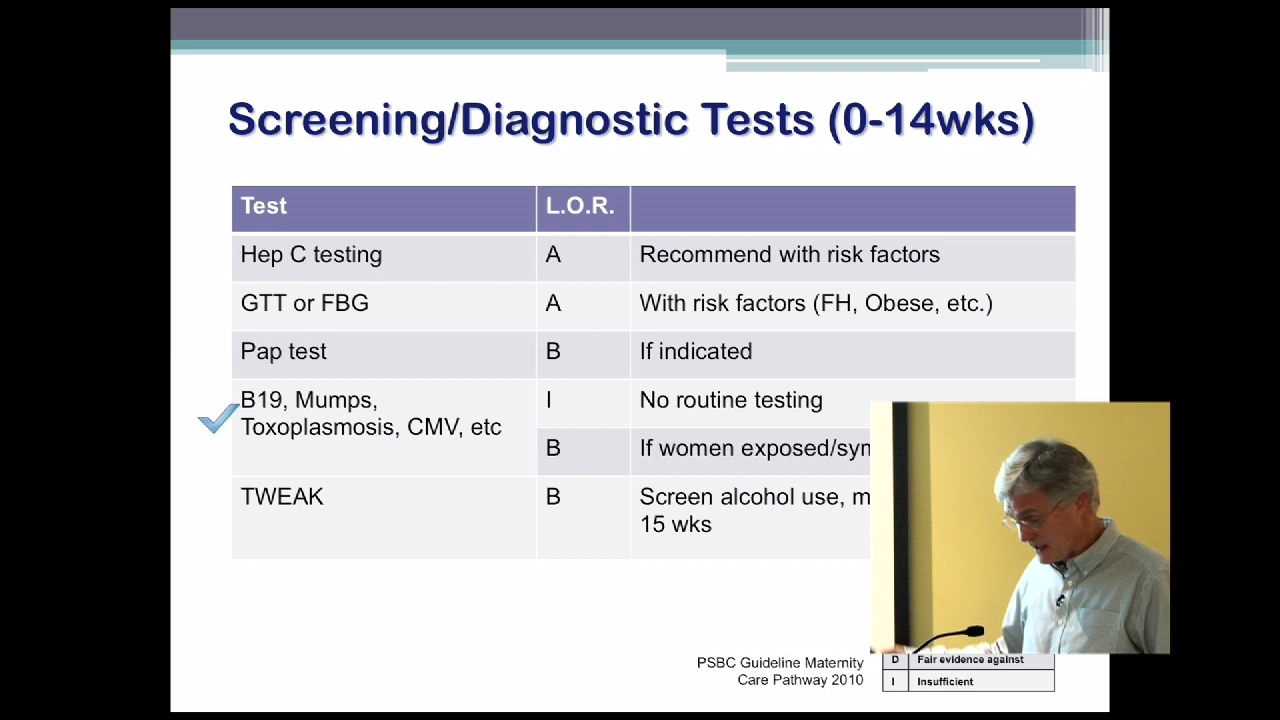 Screening/Diagnostic Tests (0-14wks)
Test L.O.R.
Hep C testing A Recommend with risk factors
GTT or FBG A With risk factors (FH, Obese, etc.)
Pap test B If indicated
B19, Mumps, I No routine testing
Toxoplasmosis, CMV, etc
B If women exposed/
TWEAK B Screen alcohol use,
15 wks
PSBC Guideline Maternity
Care Pathway 2010
D Fair evidence against
I Insufficient